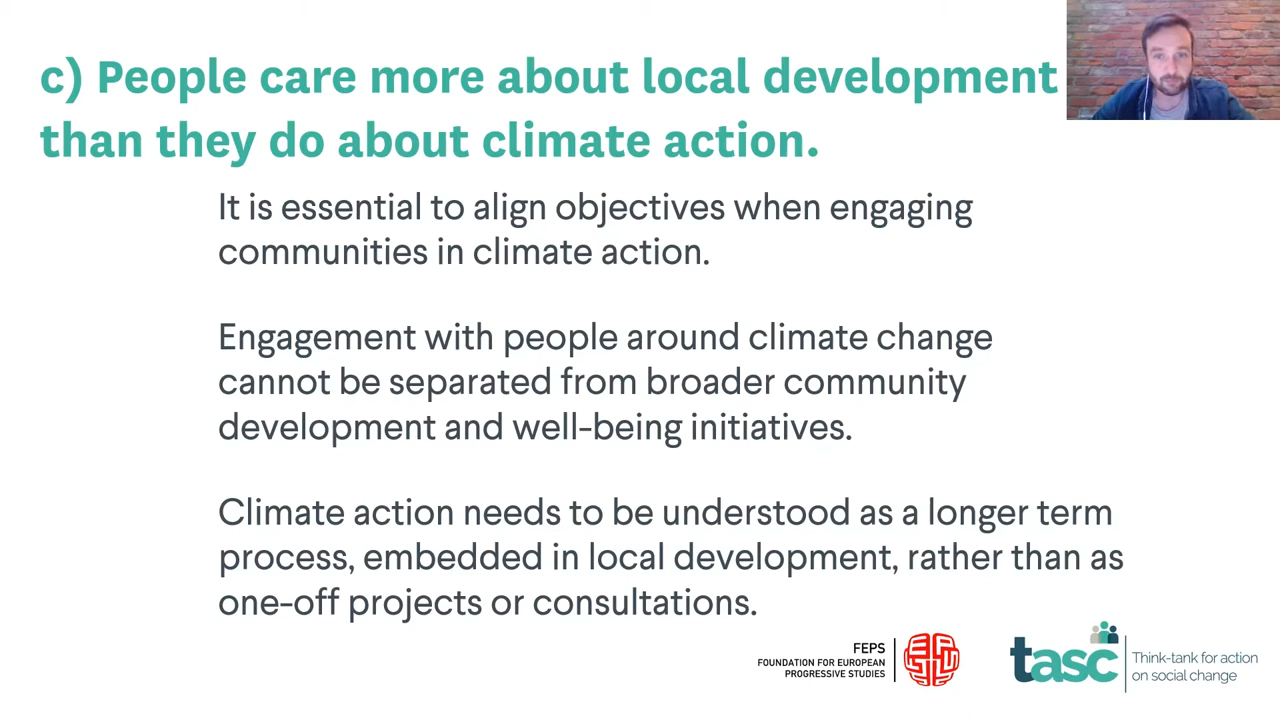 c) People care more about local development
than they do about climate action.
It is essential to align objectives when engaging
communities in climate action.
Engagement with people around climate change
cannot be separated from broader community
development and well-being initiatives.
Climate action needs to be understood as a longer term
process, embedded in local development, rather than as
one-off projects or consultations.
FEPS
FOUNDATION FOR EUROPEAN
PROGRESSIVE STUDIES
FEPS
tasc
Think-tank for action
on social change